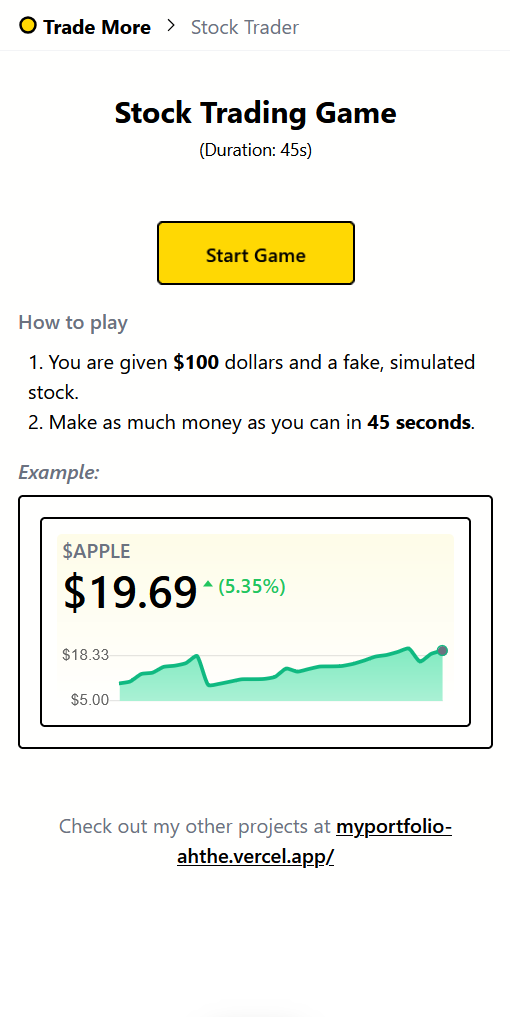 Trade More > Stock Trader
Stock Trading Game
(Duration: 45s)
Start Game
How to play
1. You are given $100 dollars and a fake, simulated
stock.
2. Make as much money as you can in 45 seconds.
Example:
$APPLE
$19.69 (5.35%)
$18.33
$5.00
Check out my other projects at myportfolio-
ahthe.vercel.app/